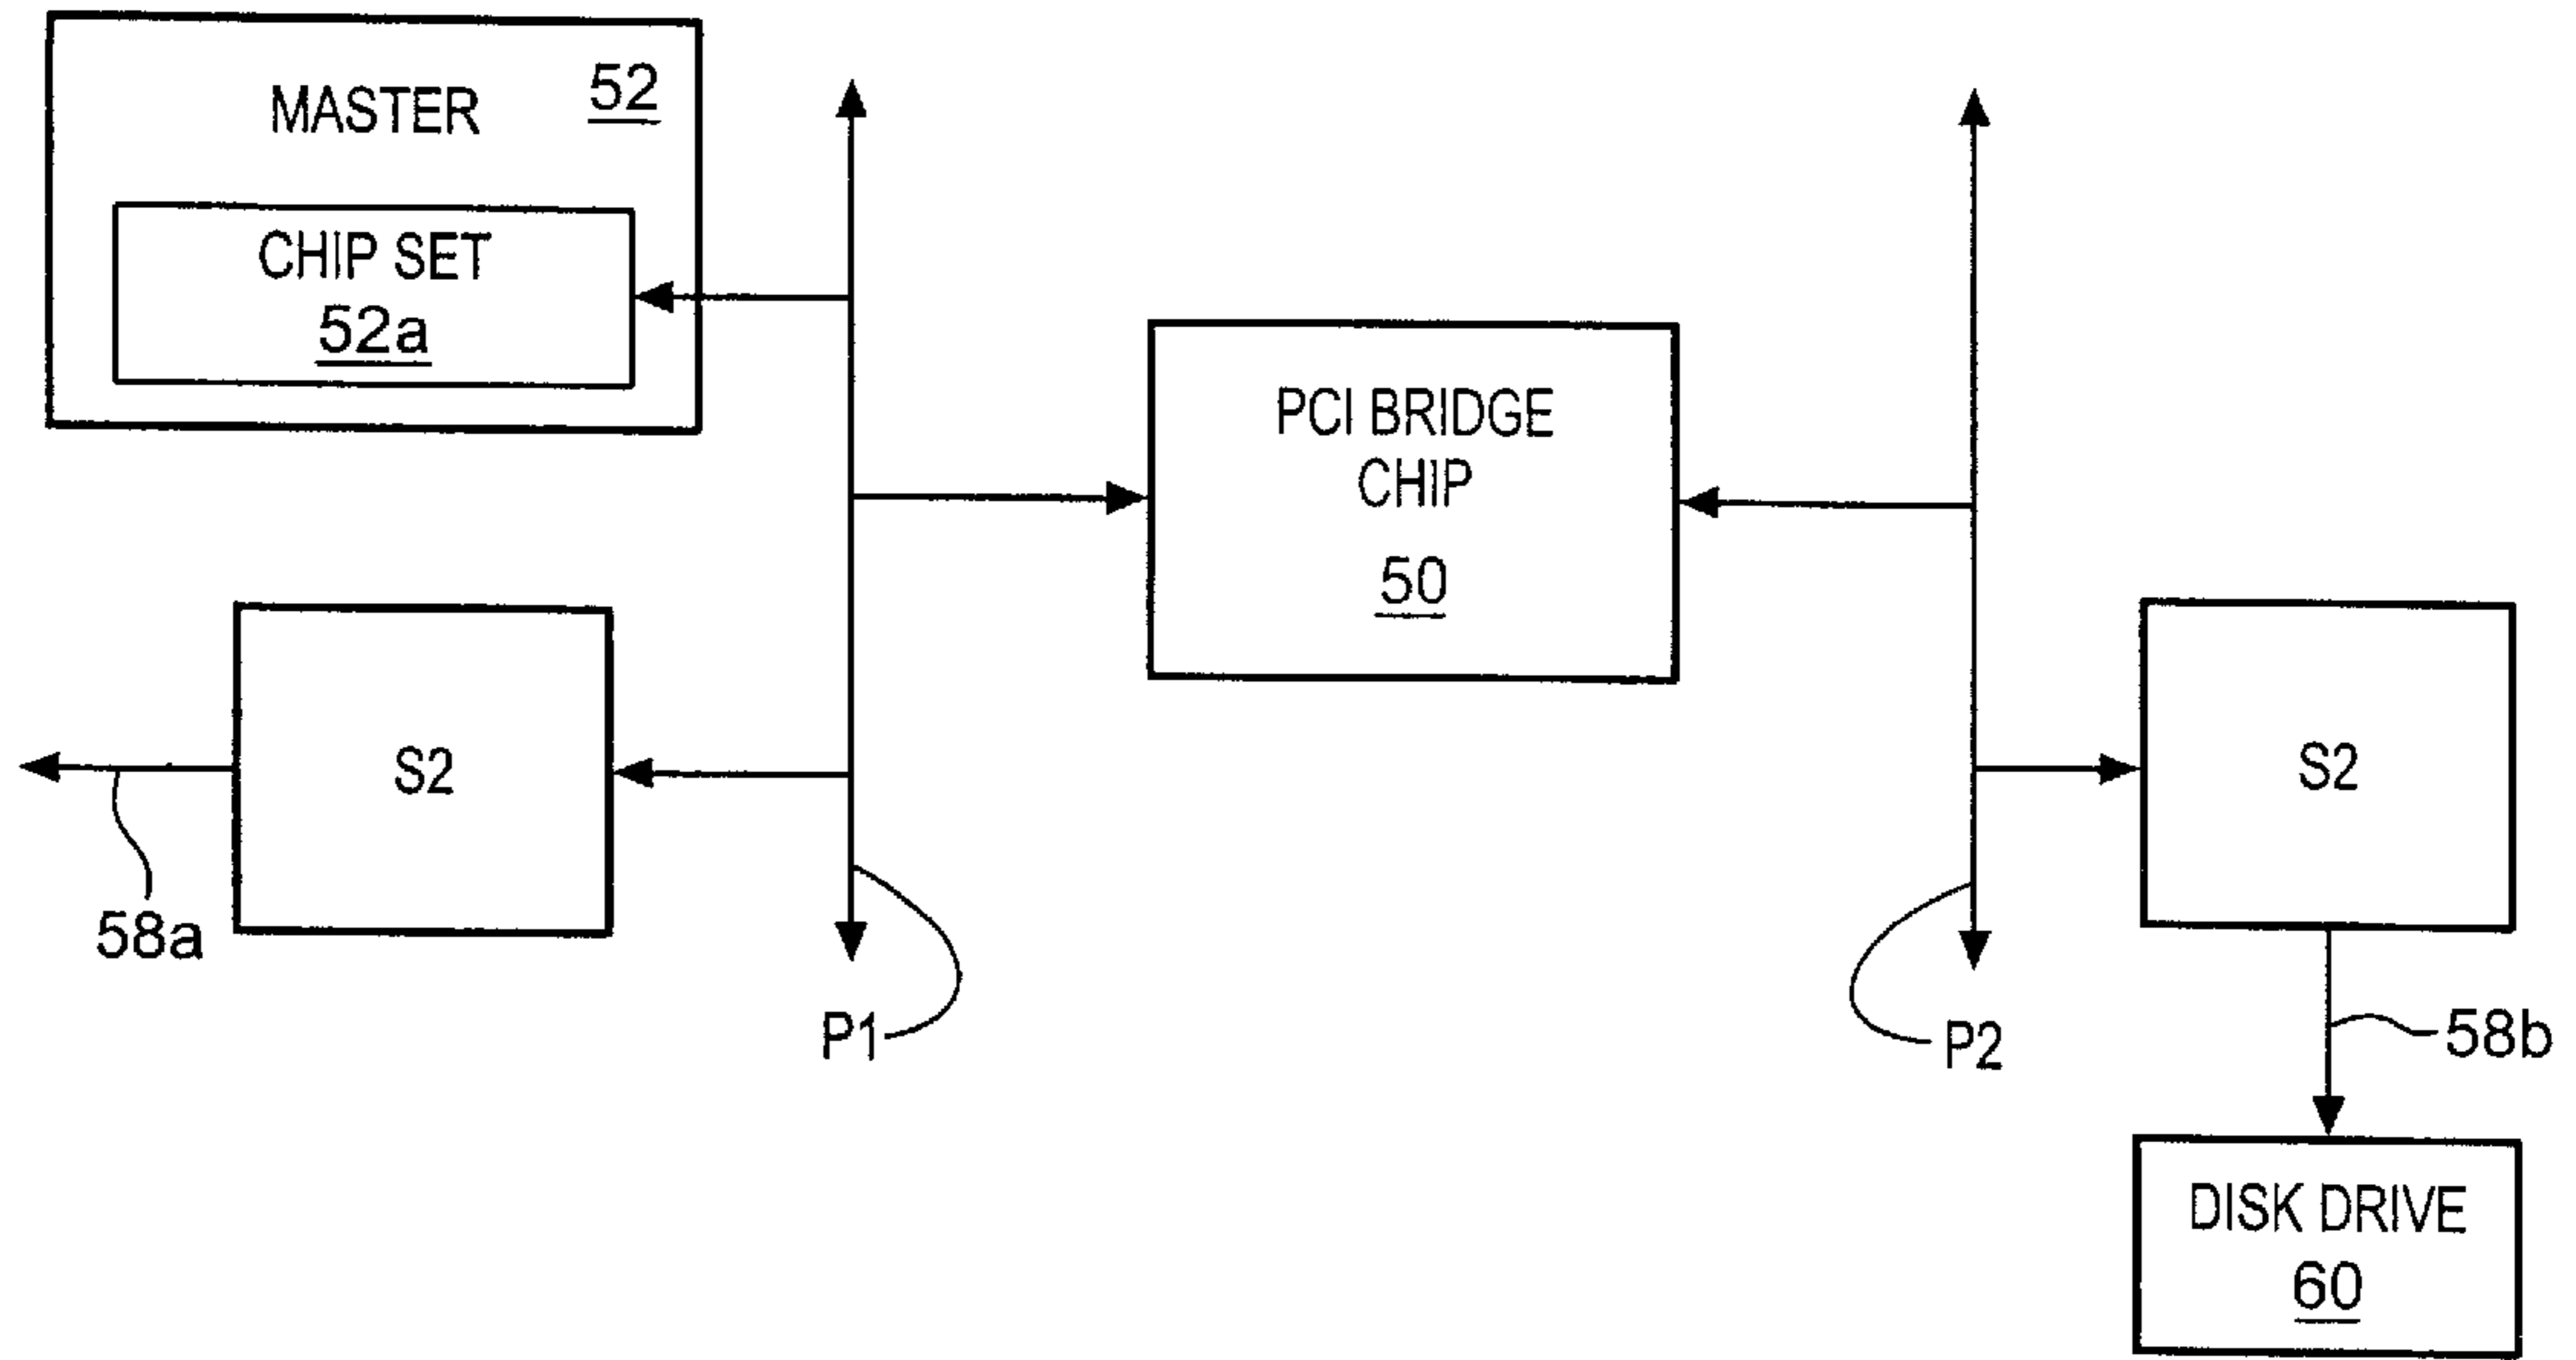 MASTER
52
CHIP SET
52a
PCI BRIDGE
CHIP
50
S2
58a
P1
S2
P2
58b
DISK DRIVE
60